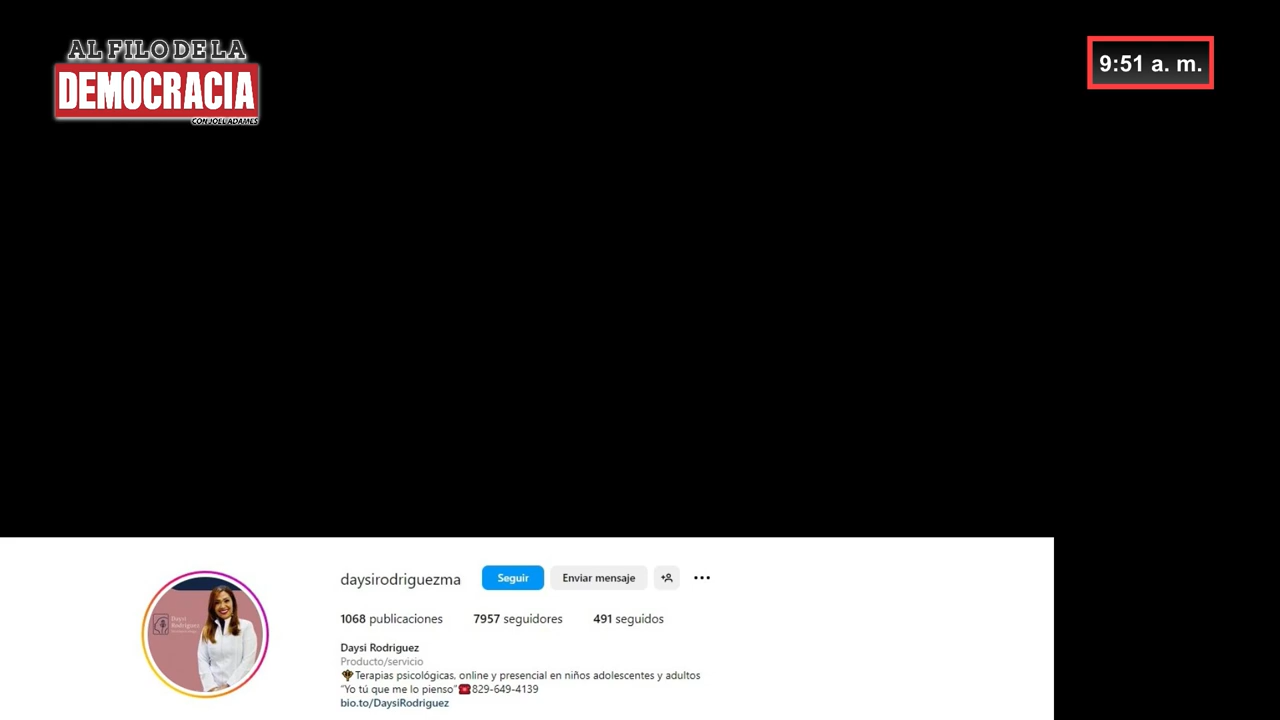 AL FILO DE LA
DEMOCRACIA
CON JOEL ADAMES
9:51 a. m.
daysirodriguezma
Seguir
Enviar mensaje
1068 publicaciones
7957 seguidores
491 seguidos
Daysi Rodriguez
Producto/servicio
Terapias psicológicas, online y presencial en niños adolescentes y adultos
"Yo tú que me lo pienso"☎829-649-4139
bio.to/DaysiRodriguez
Daysi
Rodriguez